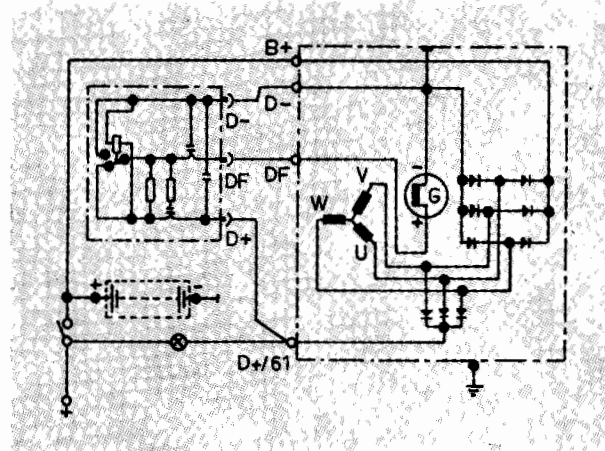 B+
D-
D-
DF
DF
D+
D+/61
W
V
U
-
G
+
+
-
+